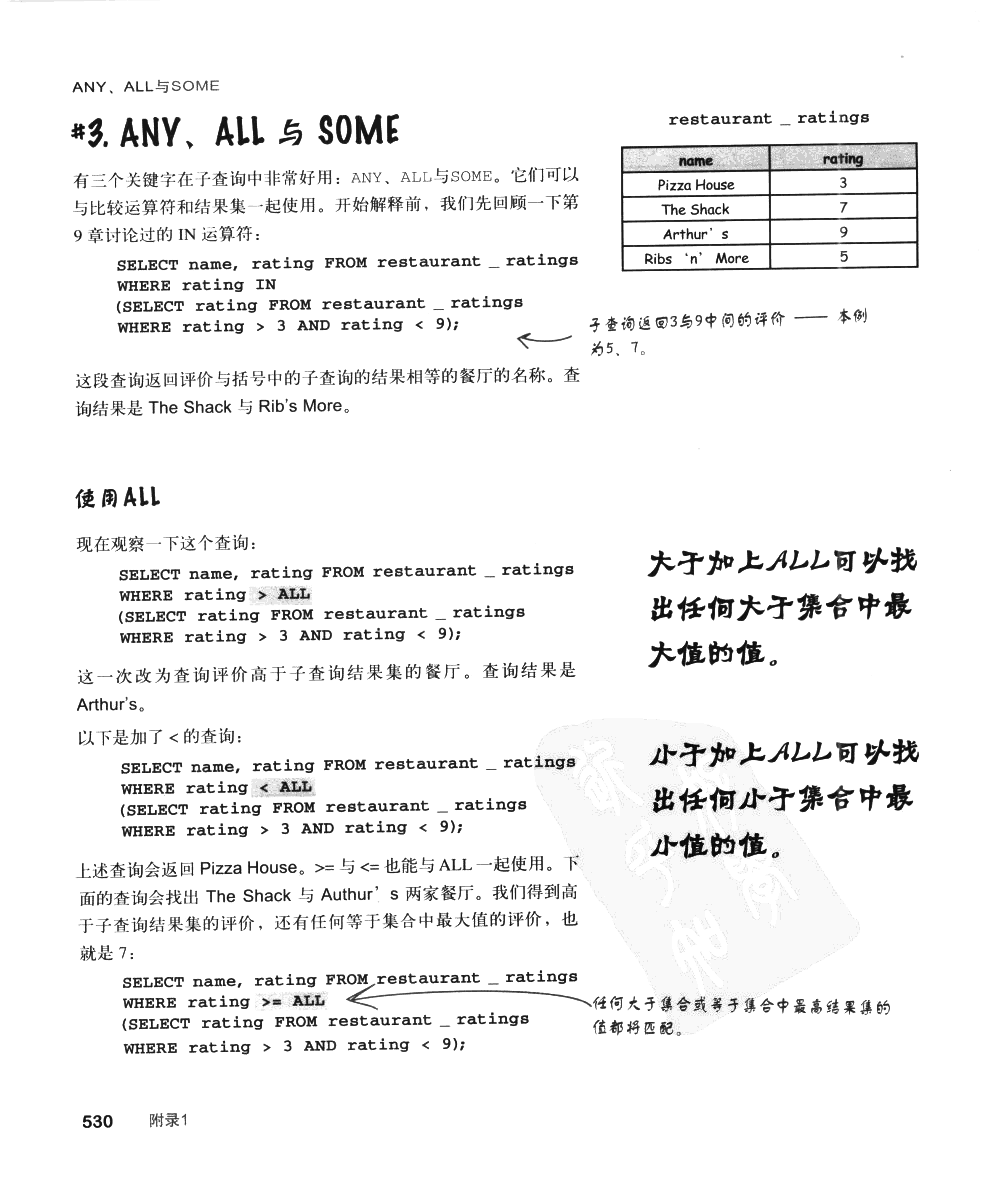 ANY、ALL与SOME
#3. ANY、ALL 与 SOME
有三个关键字在子查询中非常好用：ANY、ALL与SOME。它们可以
与比较运算符和结果集一起使用。开始解释前，我们先回顾一下第
9 章讨论过的 IN 运算符：
SELECT name, rating FROM restaurant _ ratings
WHERE rating IN
(SELECT rating FROM restaurant _ ratings
WHERE rating > 3 AND rating < 9);
这段查询返回评价与括号中的子查询的结果相等的餐厅的名称。查
询结果是 The Shack 与 Rib's More。
restaurant _ ratings
name rating
Pizza House 3
The Shack 7
Arthur’ s 9
Ribs ‘n’ More 5
子查询返回3与9中间的评价 —— 本例
为5、7。
使用ALL
现在观察一下这个查询：
SELECT name, rating FROM restaurant _ ratings
WHERE rating > ALL
(SELECT rating FROM restaurant _ ratings
WHERE rating > 3 AND rating < 9);
这一次改为查询评价高于子查询结果集的餐厅。查询结果是
Arthur's。
以下是加了 < 的查询：
SELECT name, rating FROM restaurant _ ratings
WHERE rating < ALL
(SELECT rating FROM restaurant _ ratings
WHERE rating > 3 AND rating < 9);
上述查询会返回 Pizza House。>= 与 <= 也能与 ALL 一起使用。下
面的查询会找出 The Shack 与 Authur’ s 两家餐厅。我们得到高
于子查询结果集的评价，还有任何等于集合中最大值的评价，也
就是 7：
SELECT name, rating FROM restaurant _ ratings
WHERE rating >= ALL
(SELECT rating FROM restaurant _ ratings
WHERE rating > 3 AND rating < 9);
大于加上ALL可以找
出任何大于集合中最
大值的值。
小于加上ALL可以找
出任何小于集合中最
小值的值。
任何大于集合或等于集合中最高结果集的
值都将匹配。
530 附录1